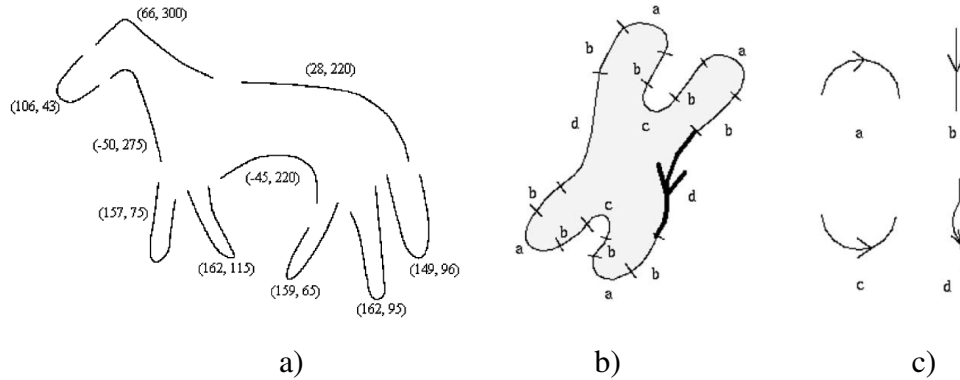 (66, 300)
(28, 220)
(106, 43)
(-50, 275)
(-45, 220)
(157, 75)
(162, 115)
(159, 65)
(162, 95)
(149, 96)
a)
a
b
b
a
b
d
c
b
d
b
c
b
a
b
b
a
b)
a
b
c
d
c)